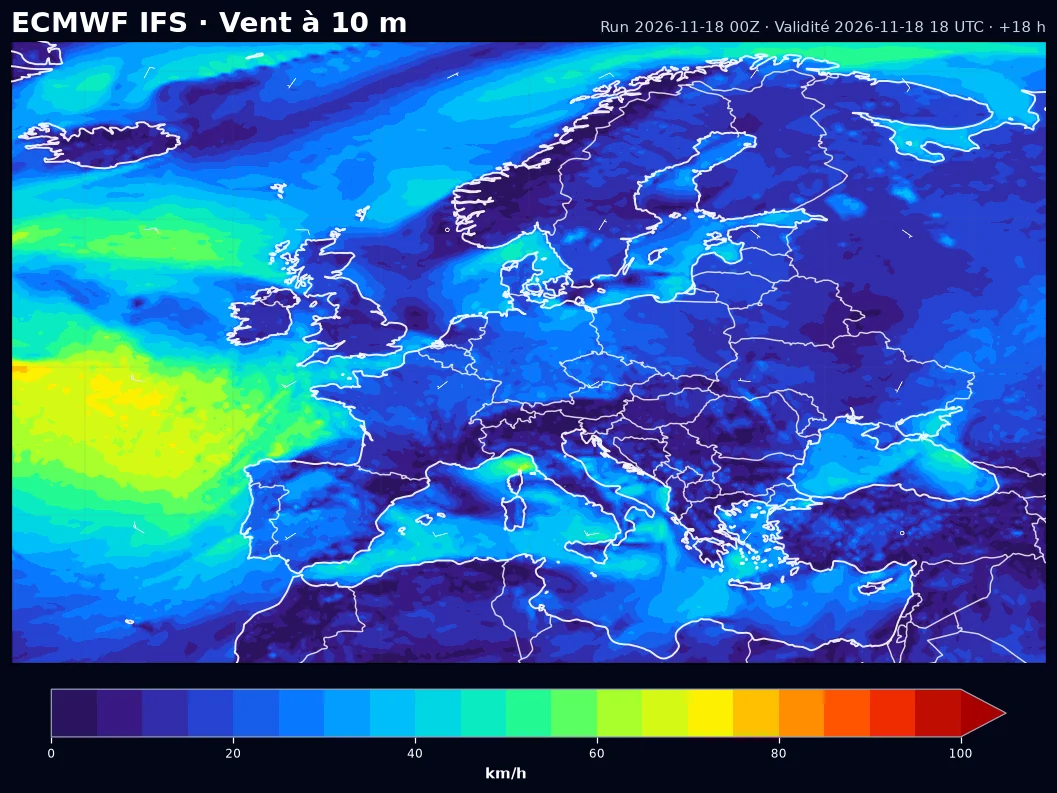 ECMWF IFS · Vent à 10 m
Run 2026-11-18 00Z · Validité 2026-11-18 18 UTC · +18 h
0 20 40 60 80 100
km/h